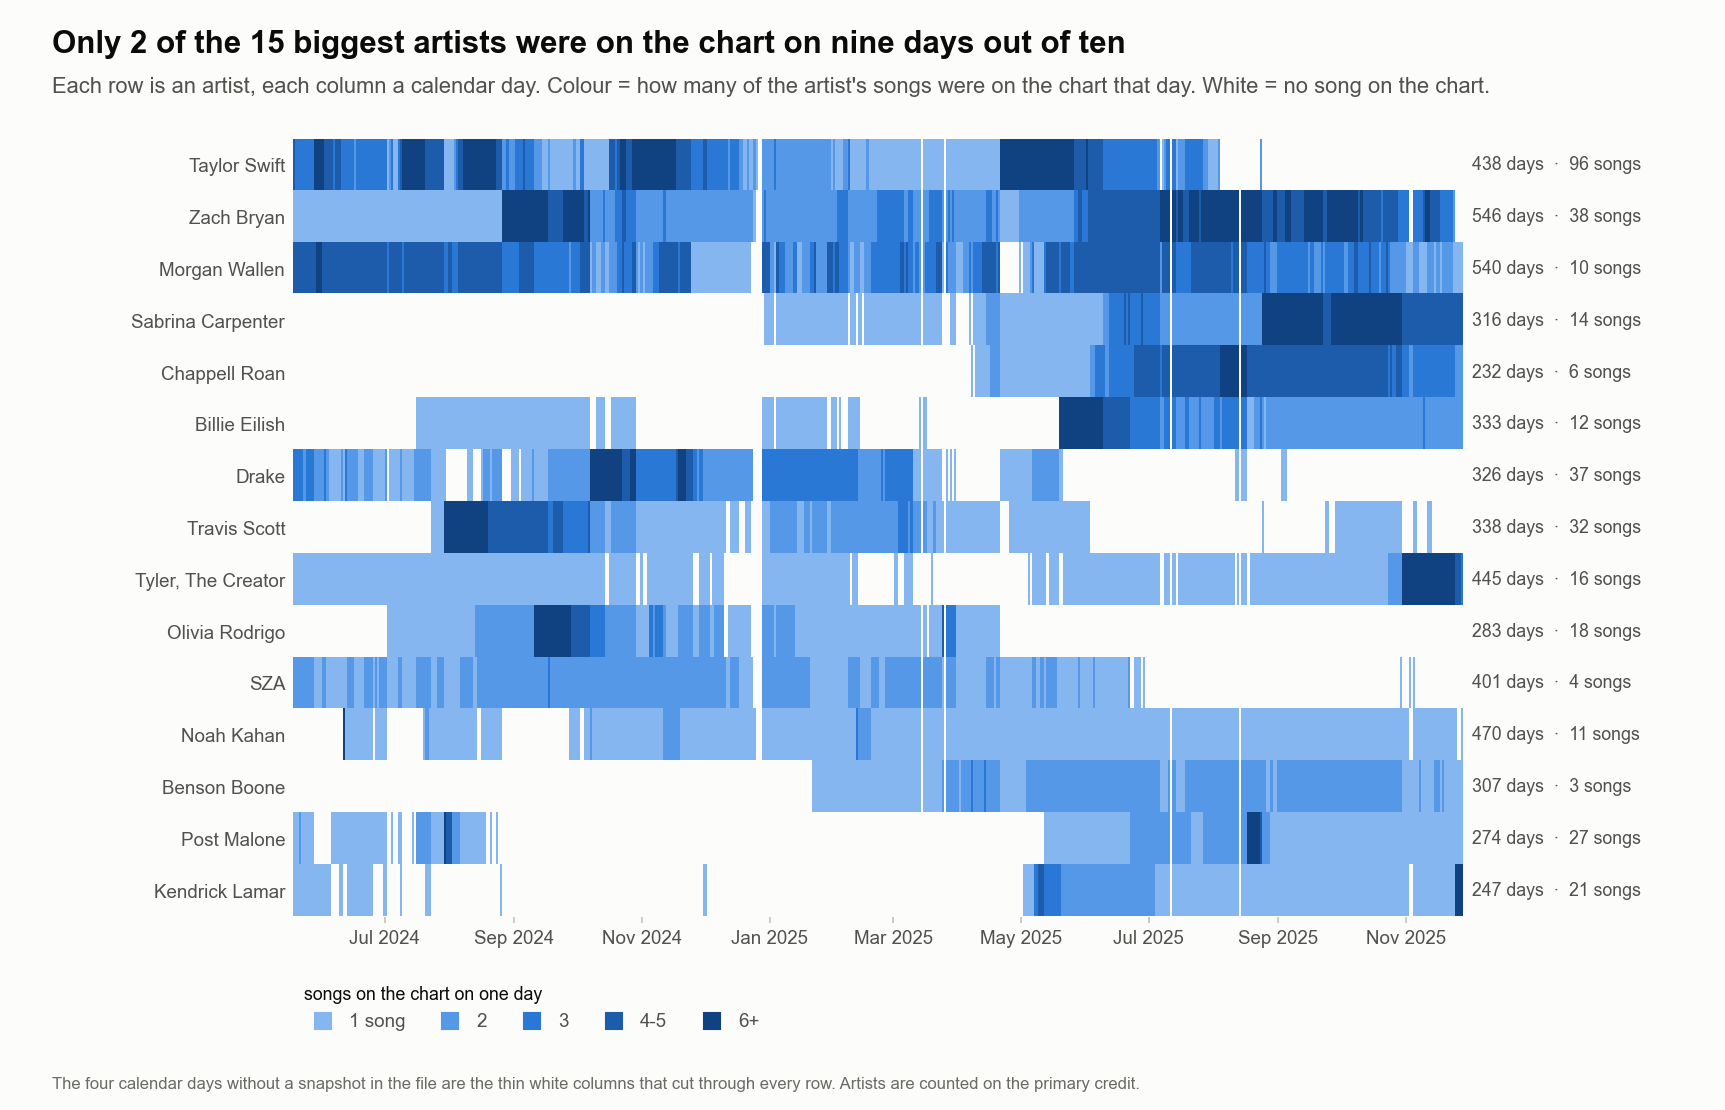 Only 2 of the 15 biggest artists were on the chart on nine days out of ten
Each row is an artist, each column a calendar day. Colour = how many of the artist's songs were on the chart that day. White = no song on the chart.
Taylor Swift 438 days · 96 songs
Zach Bryan 546 days · 38 songs
Morgan Wallen 540 days · 10 songs
Sabrina Carpenter 316 days · 14 songs
Chappell Roan 232 days · 6 songs
Billie Eilish 333 days · 12 songs
Drake 326 days · 37 songs
Travis Scott 338 days · 32 songs
Tyler, The Creator 445 days · 16 songs
Olivia Rodrigo 283 days · 18 songs
SZA 401 days · 4 songs
Noah Kahan 470 days · 11 songs
Benson Boone 307 days · 3 songs
Post Malone 274 days · 27 songs
Kendrick Lamar 247 days · 21 songs
Jul 2024 Sep 2024 Nov 2024 Jan 2025 Mar 2025 May 2025 Jul 2025 Sep 2025 Nov 2025
songs on the chart on one day
1 song 2 3 4-5 6+
The four calendar days without a snapshot in the file are the thin white columns that cut through every row. Artists are counted on the primary credit.